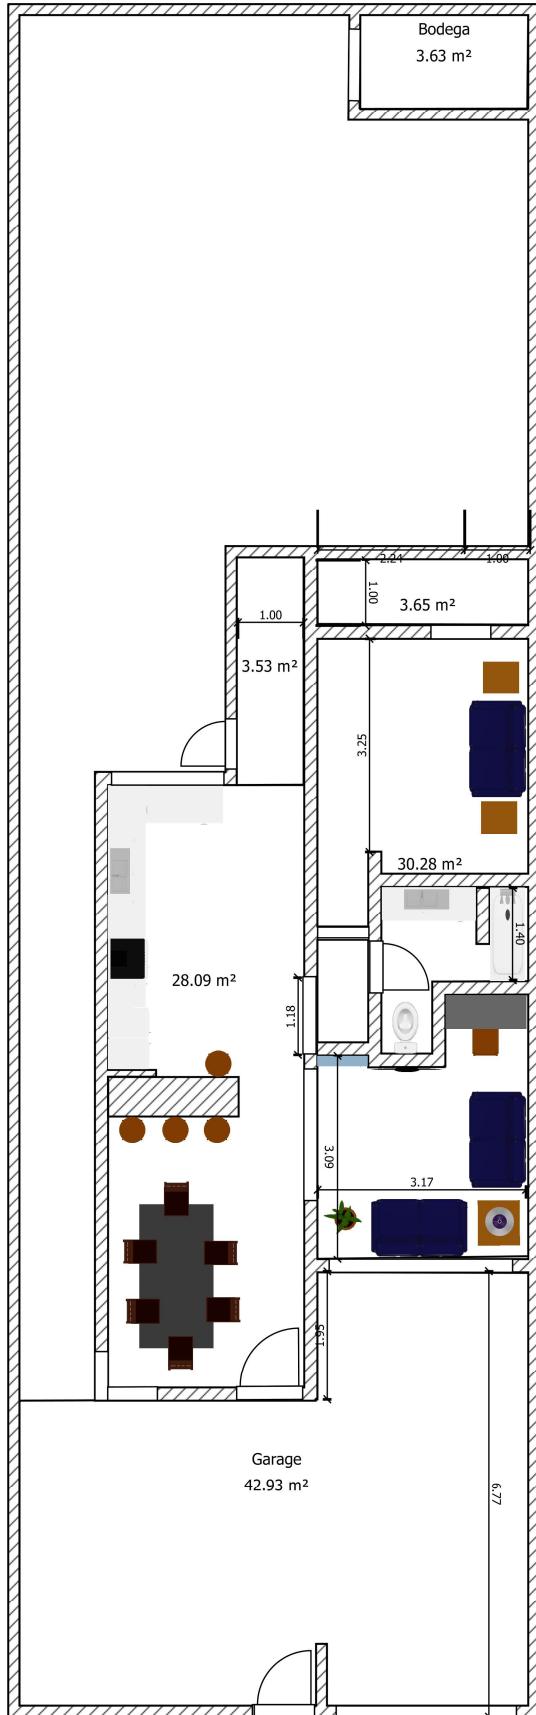 Bodega
3.63 m²
2.24
1.00
1.00
3.65 m²
1.00
3.53 m²
3.25
30.28 m²
1.40
28.09 m²
1.18
3.09
3.17
1.95
Garage
42.93 m²
6.77